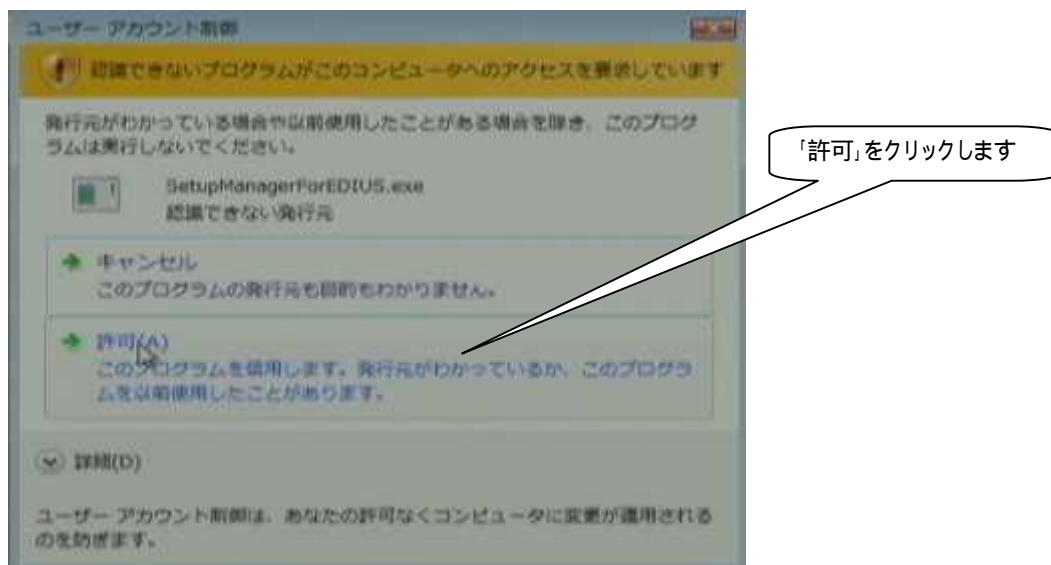 ユーザー アカウント制御
認識できないプログラムがこのコンピュータへのアクセスを要求しています
発行元がわかっている場合や以前使用したことがある場合を除き、このプログ
ラムは実行しないでください。
SetupManagerForEDIUS.exe
認識できない発行元
キャンセル
このプログラムの発行元も目的もわかりません。
許可(A)
このプログラムを信用します。発行元がわかっているか、このプログラ
ムを以前使用したことがあります。
詳細(D)
ユーザー アカウント制御は、あなたの許可なくコンピュータに変更が適用される
のを防ぎます。
「許可」をクリックします